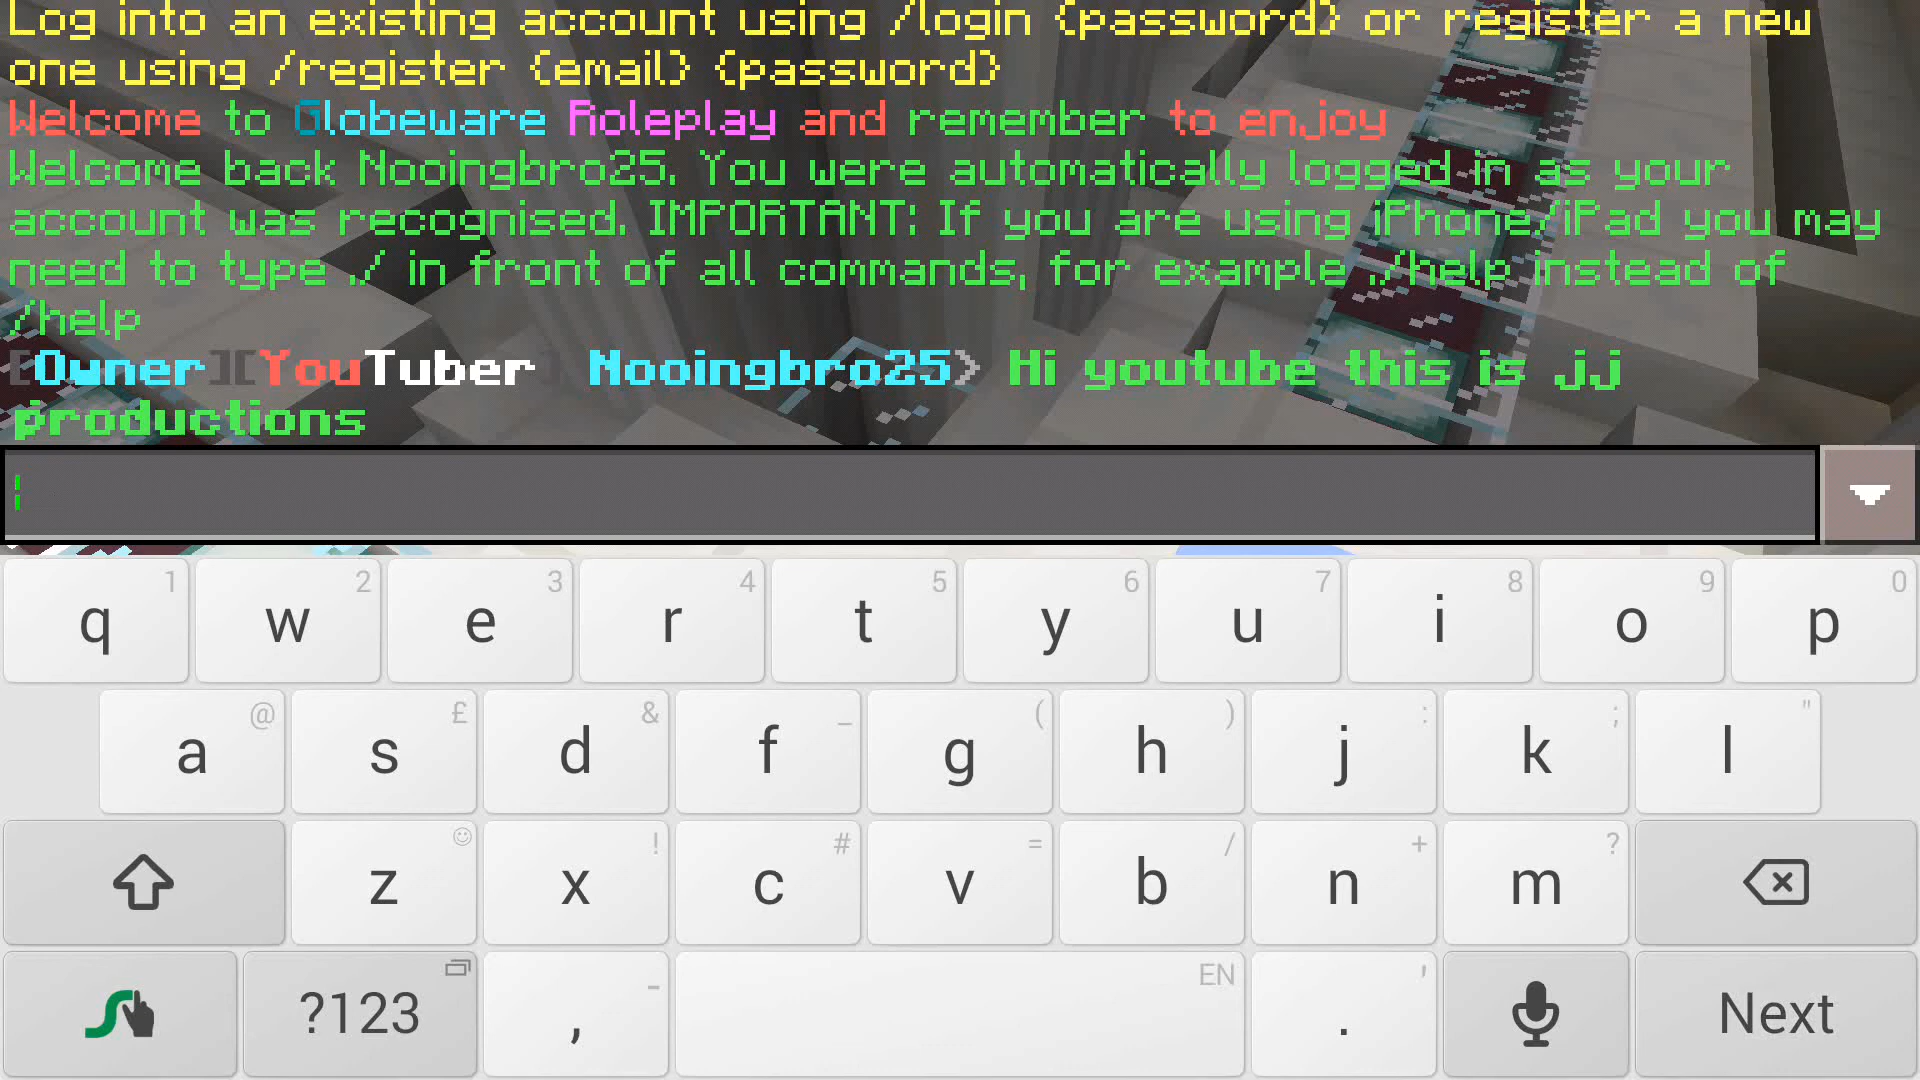 Log into an existing account using /login {password} or register a new
one using /register {email} {password}
Welcome to Globeware Roleplay and remember to enjoy
Welcome back Nooingbro25. You were automatically logged in as your
account was recognised. IMPORTANT: If you are using iPhone/iPad you may
need to type ./ in front of all commands, for example ./help instead of
/help
[Owner][YouTuber] Nooingbro25> Hi youtube this is jj
productions
1 2 3 4 5 6 7 8 9 0
q w e r t y u i o p
@ £ & _ ( ) : ; "
a s d f g h j k l
! # = / + ?
z x c v b n m
- EN '
?123 , . Next